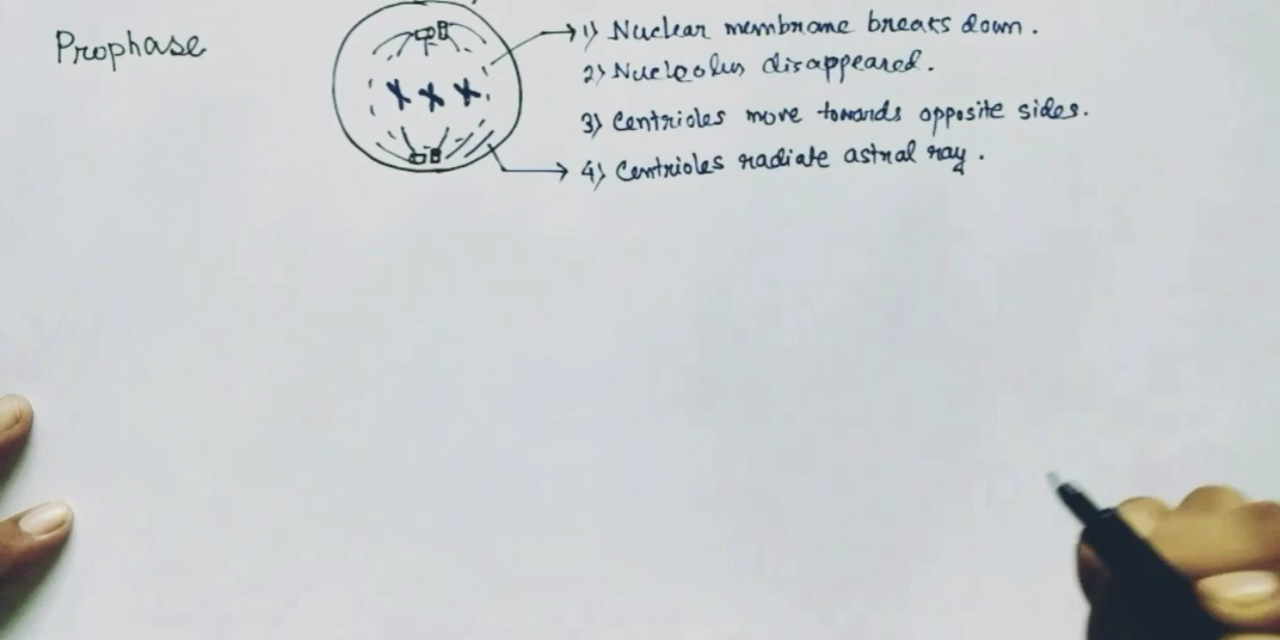 Prophase
1) Nuclear membrane breaks down.
2) Nucleolus disappeared.
3) Centrioles move towards opposite sides.
4) Centrioles radiate astral ray.